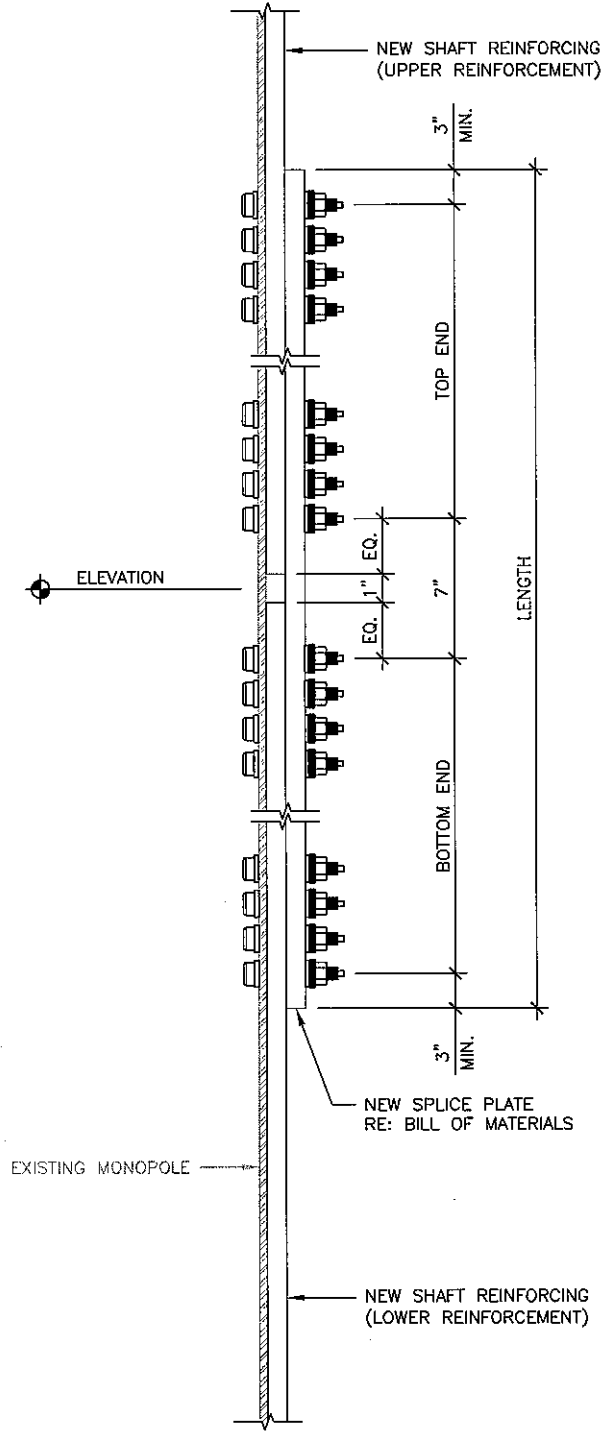 NEW SHAFT REINFORCING
(UPPER REINFORCEMENT)
3"
MIN.
TOP END
EQ.
ELEVATION
1"
7"
LENGTH
EQ.
BOTTOM END
3"
MIN.
NEW SPLICE PLATE
RE: BILL OF MATERIALS
EXISTING MONOPOLE
NEW SHAFT REINFORCING
(LOWER REINFORCEMENT)